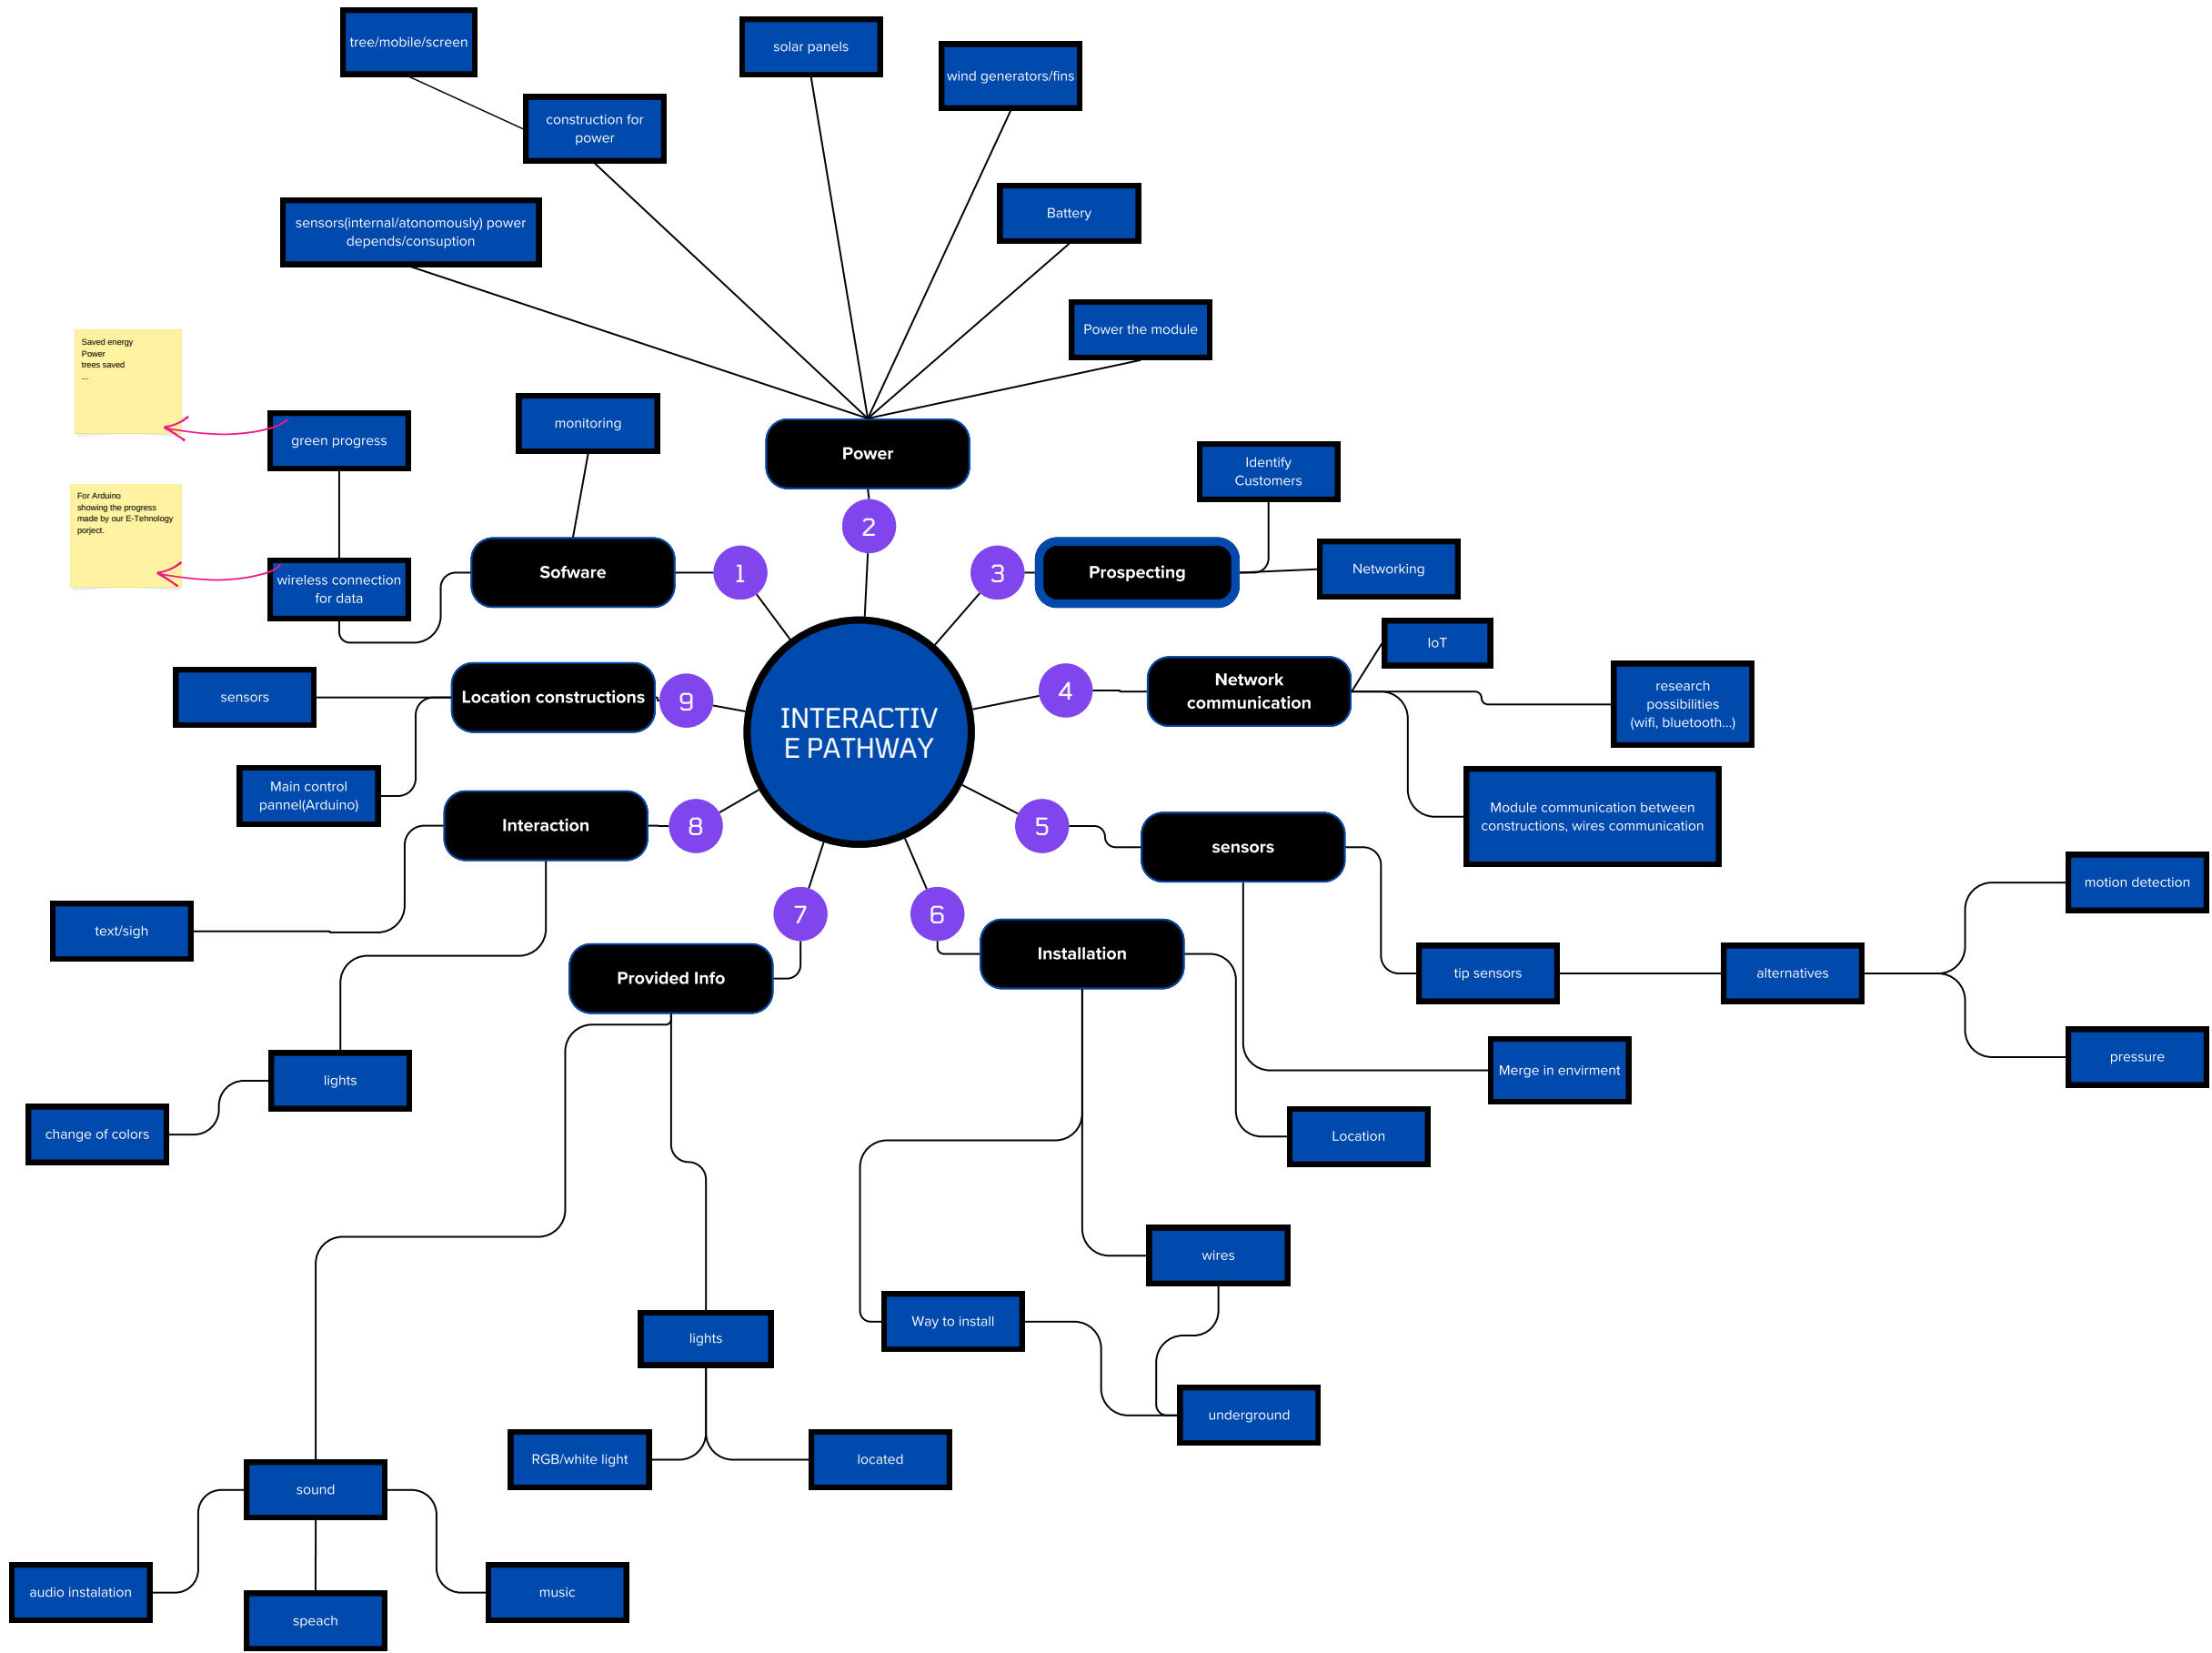 tree/mobile/screen
solar panels
wind generators/fins
construction for
power
sensors(internal/atonomously) power
depends/consuption
Battery
Power the module
Saved energy
Power
trees saved
...
monitoring
green progress
Power
Identify
Customers
For Arduino
showing the progress
made by our E-Tehnology
porject.
2
wireless connection
for data
Sofware
1
3
Prospecting
Networking
IoT
sensors
Location constructions
9
INTERACTIV
E PATHWAY
4
Network
communication
research
possibilities
(wifi, bluetooth...)
Main control
pannel(Arduino)
Interaction
8
5
sensors
Module communication between
constructions, wires communication
motion detection
text/sigh
7
6
Provided Info
Installation
tip sensors
alternatives
pressure
lights
Merge in envirment
change of colors
Location
wires
lights
Way to install
underground
RGB/white light
located
sound
audio instalation
speach
music